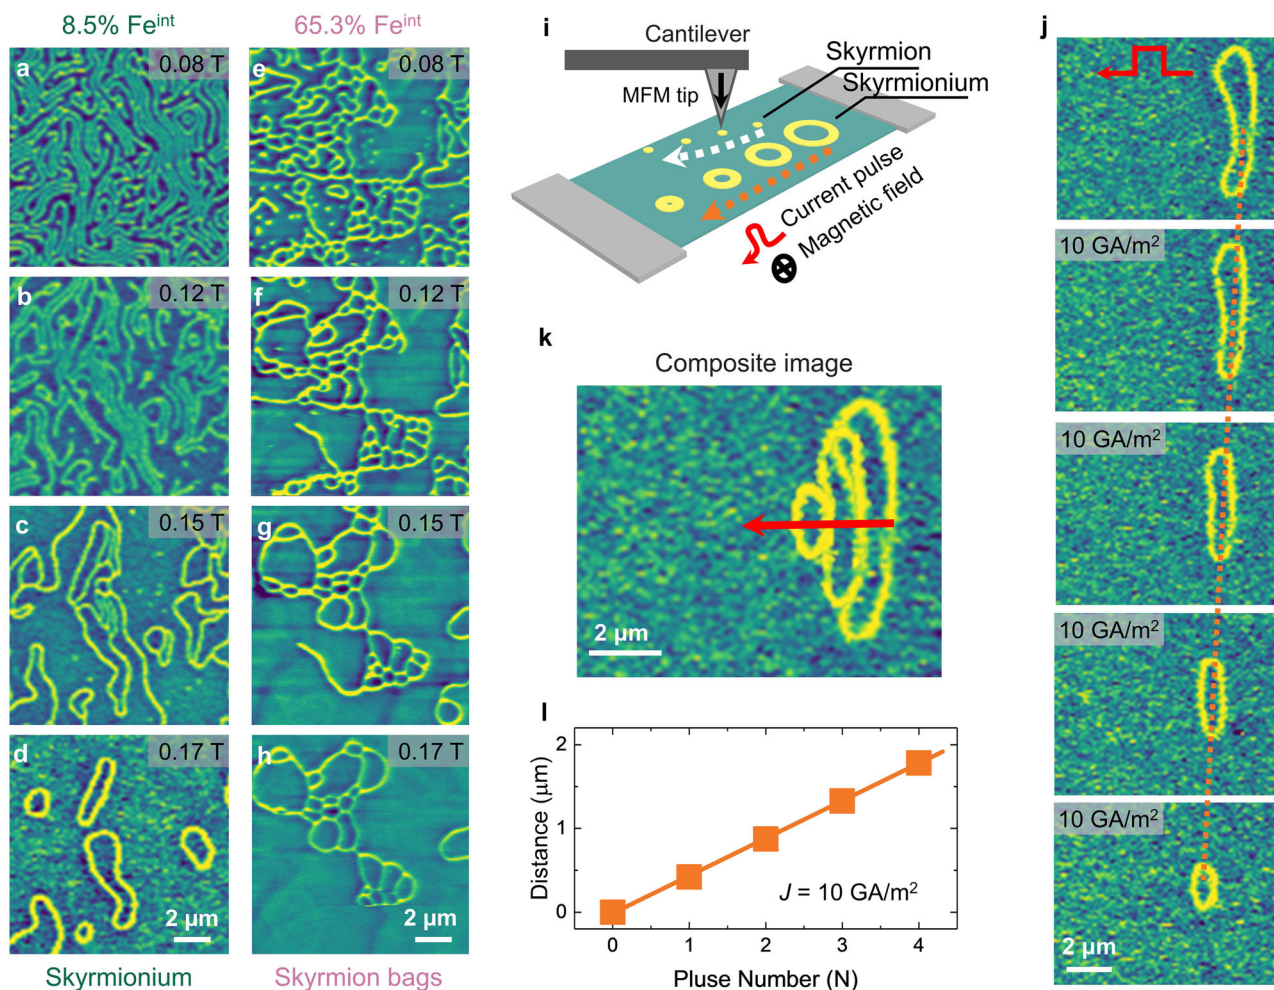 8.5% Fe^int
65.3% Fe^int
a
0.08 T
b
0.12 T
c
0.15 T
d
0.17 T
2 μm
Skyrmionium
e
0.08 T
f
0.12 T
g
0.15 T
h
0.17 T
2 μm
Skyrmion bags
i
Cantilever
MFM tip
Skyrmion
Skyrmionium
Current pulse
Magnetic field
k
Composite image
2 μm
l
Distance (μm)
2
1
0
J = 10 GA/m²
0 1 2 3 4
Pluse Number (N)
j
10 GA/m²
10 GA/m²
10 GA/m²
10 GA/m²
2 μm